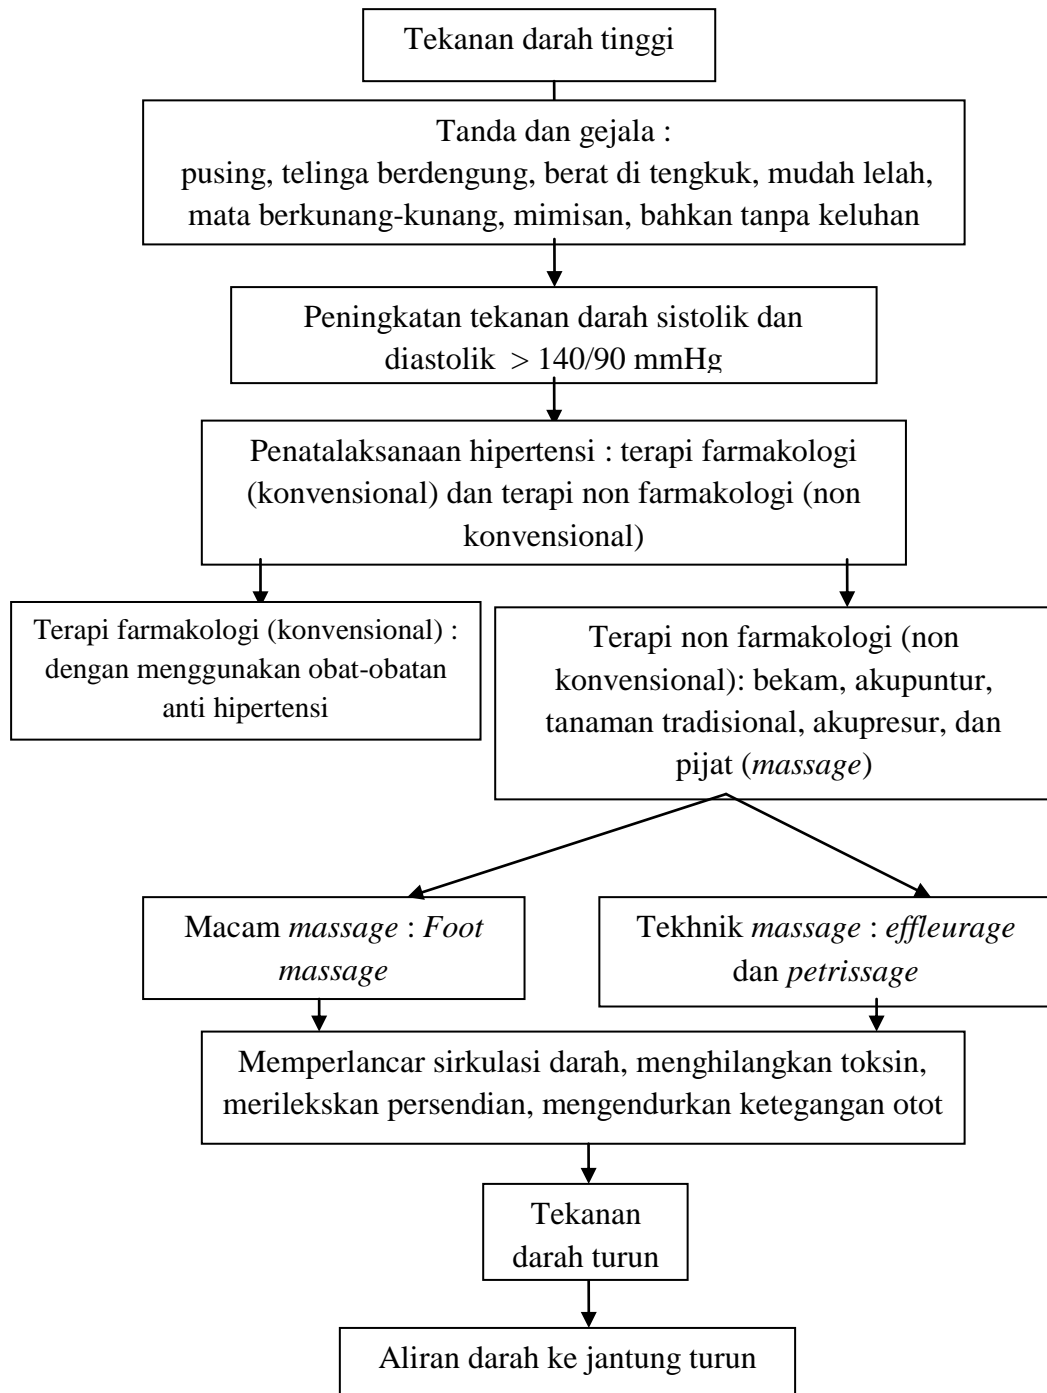 Tekanan darah tinggi
Tanda dan gejala :
pusing, telinga berdengung, berat di tengkuk, mudah lelah,
mata berkunang-kunang, mimisan, bahkan tanpa keluhan
Peningkatan tekanan darah sistolik dan
diastolik > 140/90 mmHg
Penatalaksanaan hipertensi : terapi farmakologi
(konvensional) dan terapi non farmakologi (non
konvensional)
Terapi farmakologi (konvensional) :
dengan menggunakan obat-obatan
anti hipertensi
Terapi non farmakologi (non
konvensional): bekam, akupuntur,
tanaman tradisional, akupresur, dan
pijat (massage)
Macam massage : Foot
massage
Tekhnik massage : effleurage
dan petrissage
Memperlancar sirkulasi darah, menghilangkan toksin,
merilekskan persendian, mengendurkan ketegangan otot
Tekanan
darah turun
Aliran darah ke jantung turun